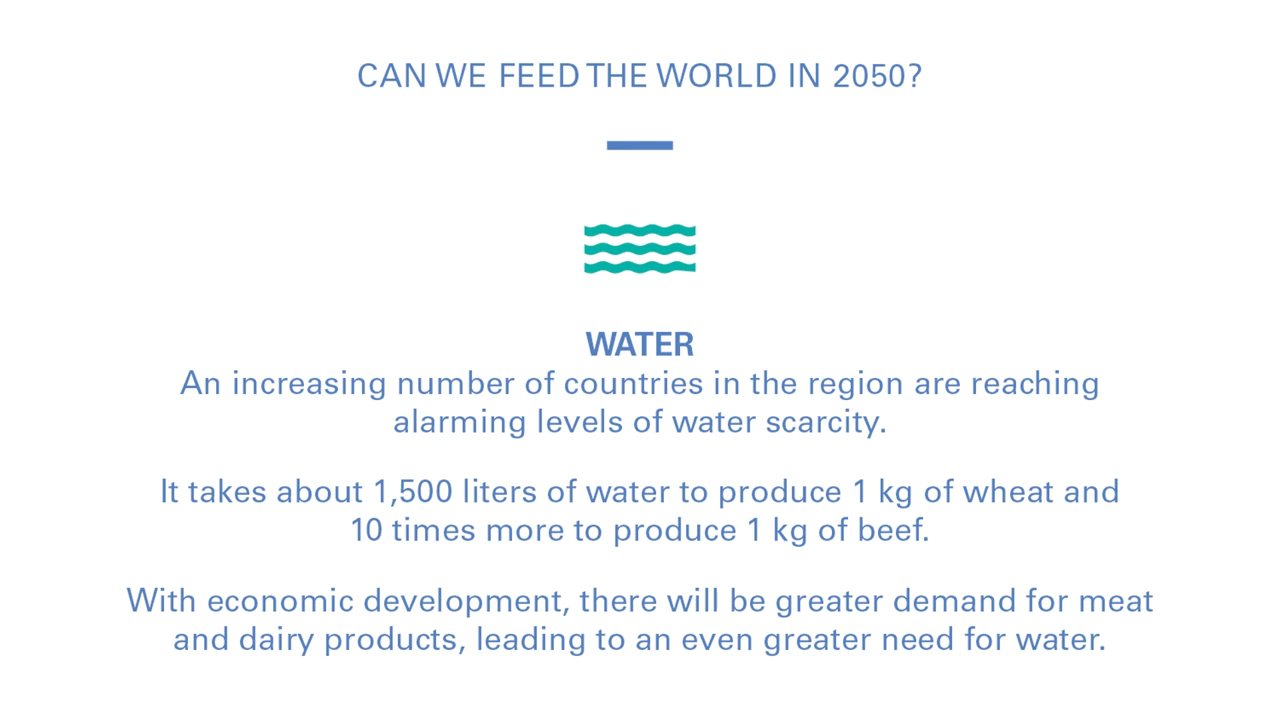 CAN WE FEED THE WORLD IN 2050?
WATER
An increasing number of countries in the region are reaching
alarming levels of water scarcity.
It takes about 1,500 liters of water to produce 1 kg of wheat and
10 times more to produce 1 kg of beef.
With economic development, there will be greater demand for meat
and dairy products, leading to an even greater need for water.